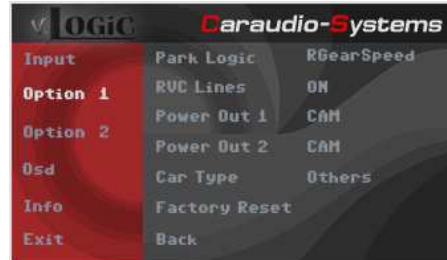 v.LOGiC Caraudio-Systems
Input
Option 1
Option 2
Osd
Info
Exit
Park Logic RGearSpeed
RVC Lines ON
Power Out 1 CAM
Power Out 2 CAM
Car Type Others
Factory Reset
Back